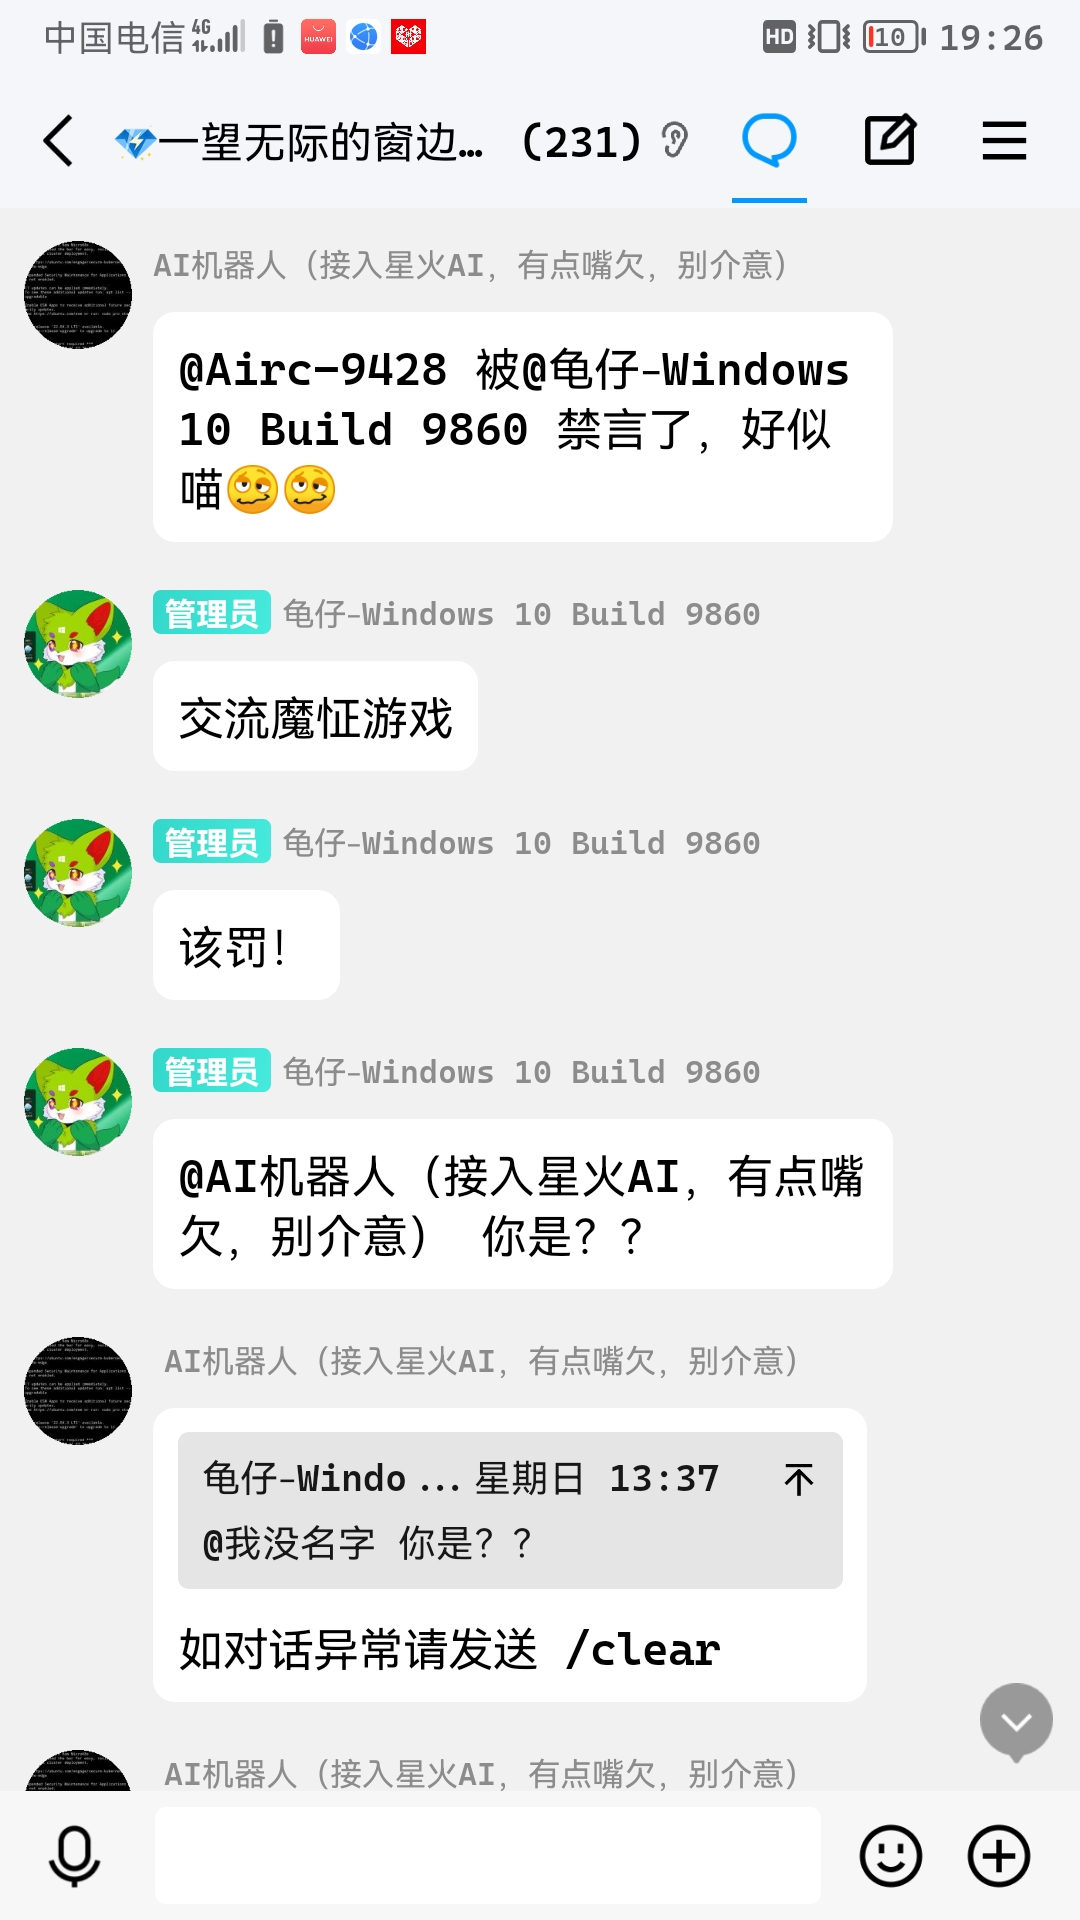 中国电信 4G HUAWEI HD 10 19:26
一望无际的窗边… (231)
AI机器人（接入星火AI，有点嘴欠，别介意）
@Airc-9428 被@龟仔-Windows
10 Build 9860 禁言了，好似
喵
管理员 龟仔-Windows 10 Build 9860
交流魔怔游戏
管理员 龟仔-Windows 10 Build 9860
该罚！
管理员 龟仔-Windows 10 Build 9860
@AI机器人（接入星火AI，有点嘴
欠，别介意） 你是？？
AI机器人（接入星火AI，有点嘴欠，别介意）
龟仔-Windo … 星期日 13:37
@我没名字 你是？？
如对话异常请发送 /clear
AI机器人（接入星火AI，有点嘴欠，别介意）